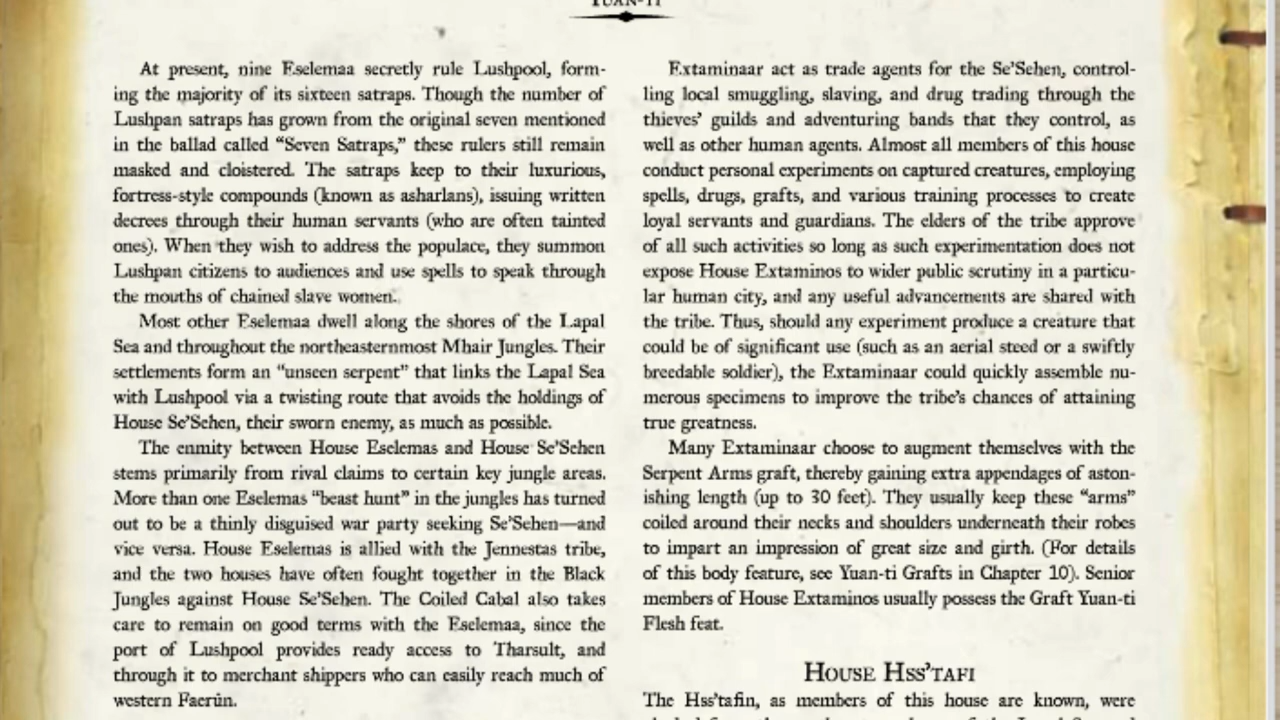 Yuan-ti
At present, nine Eselemaa secretly rule Lushpool, form-
ing the majority of its sixteen satraps. Though the number of
Lushpan satraps has grown from the original seven mentioned
in the ballad called “Seven Satraps,” these rulers still remain
masked and cloistered. The satraps keep to their luxurious,
fortress-style compounds (known as asharlans), issuing written
decrees through their human servants (who are often tainted
ones). When they wish to address the populace, they summon
Lushpan citizens to audiences and use spells to speak through
the mouths of chained slave women.
Most other Eselemaa dwell along the shores of the Lapal
Sea and throughout the northeasternmost Mhair Jungles. Their
settlements form an “unseen serpent” that links the Lapal Sea
with Lushpool via a twisting route that avoids the holdings of
House Se’Sehen, their sworn enemy, as much as possible.
The enmity between House Eselemas and House Se’Sehen
stems primarily from rival claims to certain key jungle areas.
More than one Eselemas “beast hunt” in the jungles has turned
out to be a thinly disguised war party seeking Se’Sehen—and
vice versa. House Eselemas is allied with the Jennestas tribe,
and the two houses have often fought together in the Black
Jungles against House Se’Sehen. The Coiled Cabal also takes
care to remain on good terms with the Eselemaa, since the
port of Lushpool provides ready access to Tharsult, and
through it to merchant shippers who can easily reach much of
western Faerûn.
Extaminaar act as trade agents for the Se’Sehen, control-
ling local smuggling, slaving, and drug trading through the
thieves’ guilds and adventuring bands that they control, as
well as other human agents. Almost all members of this house
conduct personal experiments on captured creatures, employing
spells, drugs, grafts, and various training processes to create
loyal servants and guardians. The elders of the tribe approve
of all such activities so long as such experimentation does not
expose House Extaminos to wider public scrutiny in a particu-
lar human city, and any useful advancements are shared with
the tribe. Thus, should any experiment produce a creature that
could be of significant use (such as an aerial steed or a swiftly
breedable soldier), the Extaminaar could quickly assemble nu-
merous specimens to improve the tribe’s chances of attaining
true greatness.
Many Extaminaar choose to augment themselves with the
Serpent Arms graft, thereby gaining extra appendages of aston-
ishing length (up to 30 feet). They usually keep these “arms”
coiled around their necks and shoulders underneath their robes
to impart an impression of great size and girth. (For details
of this body feature, see Yuan-ti Grafts in Chapter 10). Senior
members of House Extaminos usually possess the Graft Yuan-ti
Flesh feat.
House Hss’tafi
The Hss’tafin, as members of this house are known, were